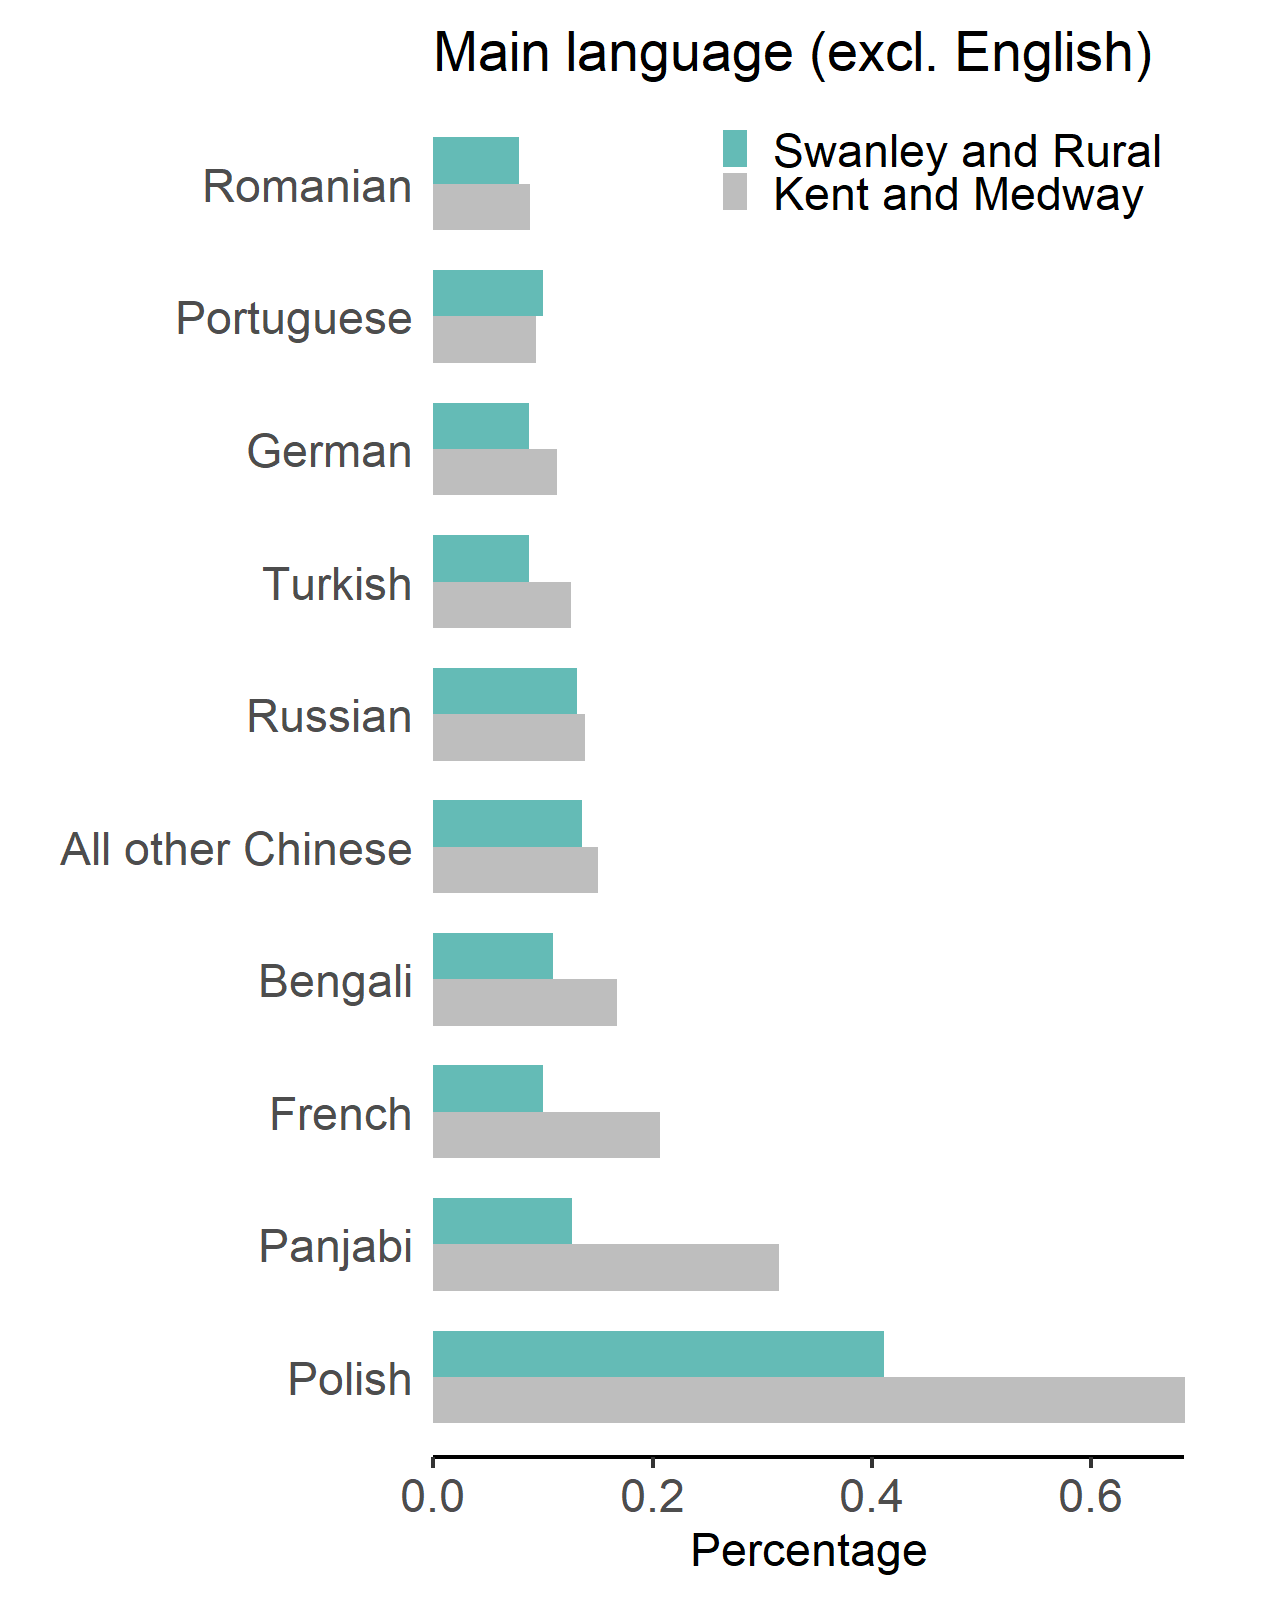 Main language (excl. English)
Swanley and Rural
Kent and Medway
Romanian
Portuguese
German
Turkish
Russian
All other Chinese
Bengali
French
Panjabi
Polish
0.0 0.2 0.4 0.6
Percentage